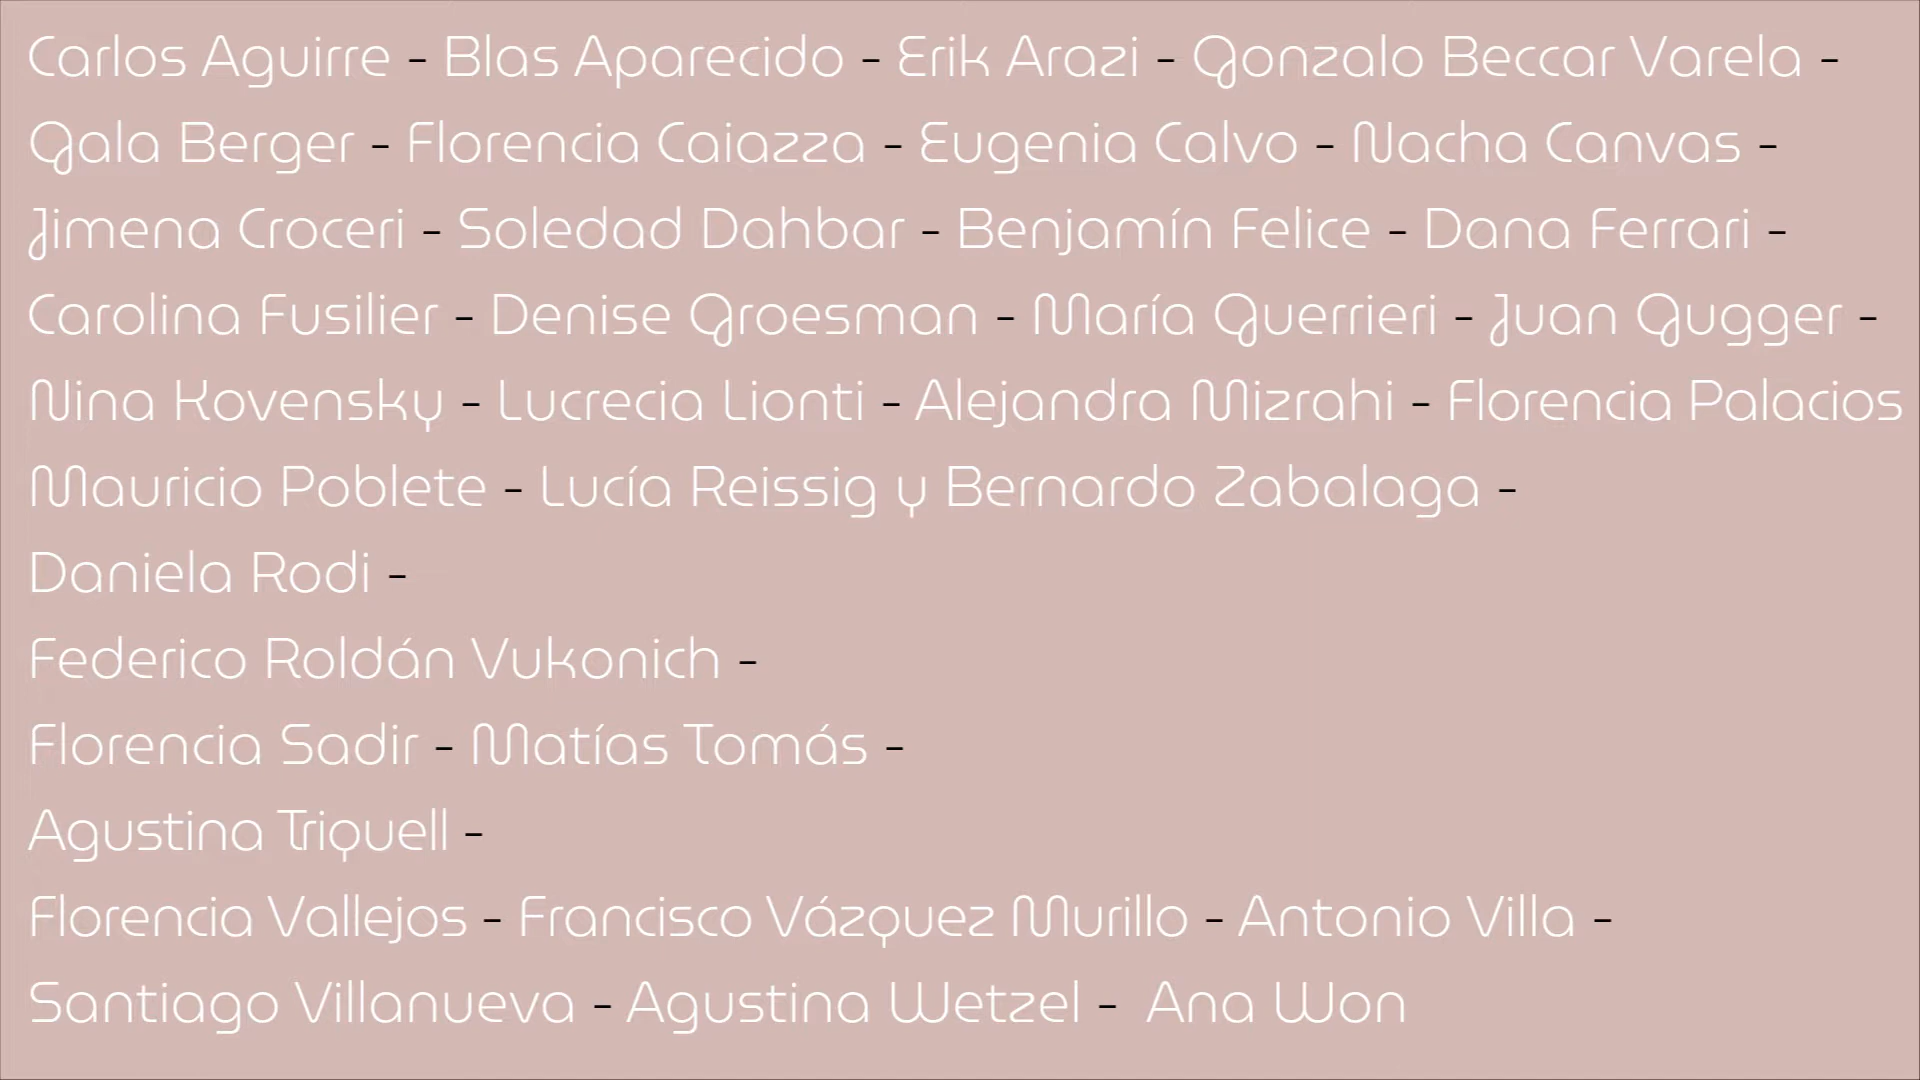 Carlos Aguirre - Blas Aparecido - Erik Arazi - Gonzalo Beccar Varela -
Gala Berger - Florencia Caiazza - Eugenia Calvo - Nacha Canvas -
Jimena Croceri - Soledad Dahbar - Benjamín Felice - Dana Ferrari -
Carolina Fusilier - Denise Groesman - María Guerrieri - Juan Gugger -
Nina Kovensky - Lucrecia Lionti - Alejandra Mizrahi - Florencia Palacios
Mauricio Poblete - Lucía Reissig y Bernardo Zabalaga -
Daniela Rodi -
Federico Roldán Vukonich -
Florencia Sadir - Matías Tomás -
Agustina Triquell -
Florencia Vallejos - Francisco Vázquez Murillo - Antonio Villa -
Santiago Villanueva - Agustina Wetzel - Ana Won